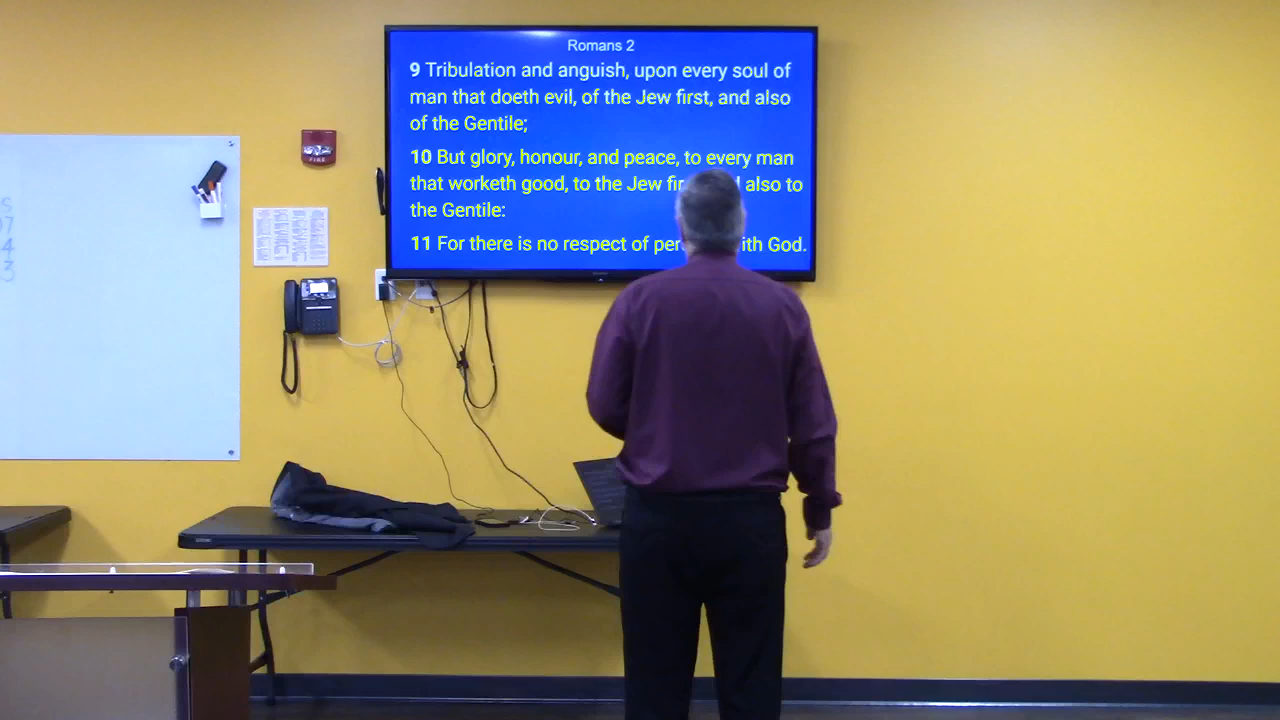 Romans 2
9 Tribulation and anguish, upon every soul of
man that doeth evil, of the Jew first, and also
of the Gentile;
10 But glory, honour, and peace, to every man
that worketh good, to the Jew also to
the Gentile:
11 For there is no respect of with God.
FIRE